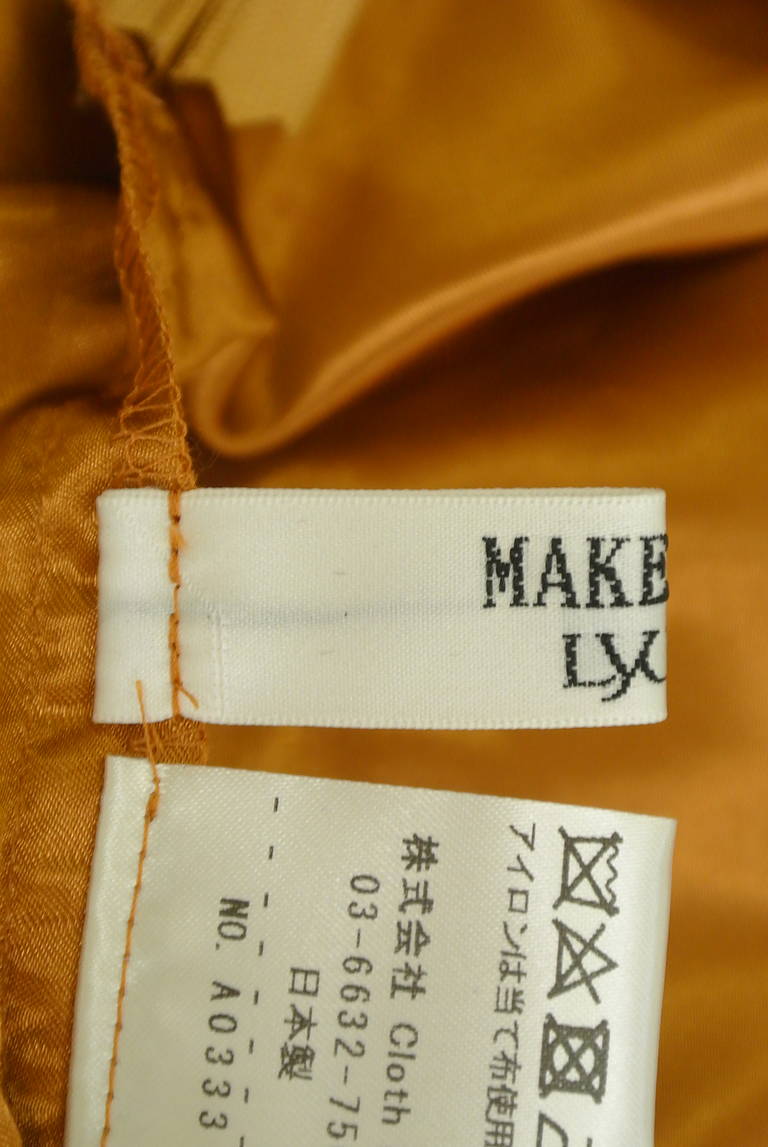 MAKE
LyC
アイロンは当て布使用
株式会社 Cloth
03-6632-75
日本製
NO. A0333